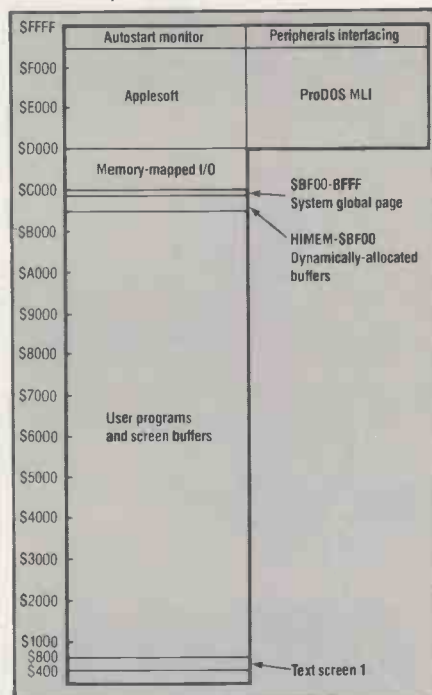 $FFFF
Autostart monitor
Peripherals interfacing
$F000
Applesoft
ProDOS MLI
$E000
$D000
Memory-mapped I/O
$C000
$BF00-BFFF
System global page
$B000
HIMEM-$BF00
Dynamically-allocated
buffers
$A000
$9000
$8000
$7000
User programs
and screen buffers
$6000
$5000
$4000
$3000
$2000
$1000
$800
$400
Text screen 1